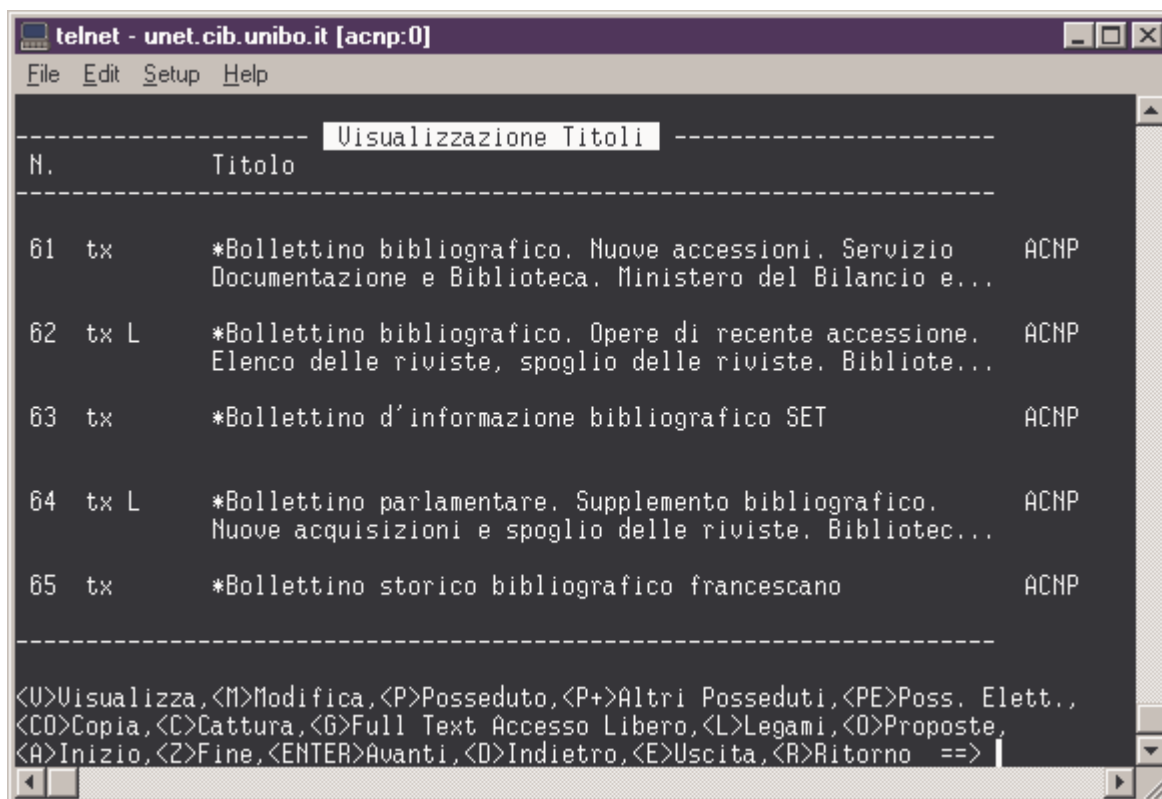 telnet - unet.cib.unibo.it [acnp:0]
File Edit Setup Help
--------------------- Visualizzazione Titoli -----------------------
N. Titolo
----------------------------------------------------------------------
61 tx *Bollettino bibliografico. Nuove accessioni. Servizio ACNP
Documentazione e Biblioteca. Ministero del Bilancio e...
62 tx L *Bollettino bibliografico. Opere di recente accessione. ACNP
Elenco delle riviste, spoglio delle riviste. Bibliote...
63 tx *Bollettino d'informazione bibliografico SET ACNP
64 tx L *Bollettino parlamentare. Supplemento bibliografico. ACNP
Nuove acquisizioni e spoglio delle riviste. Bibliotec...
65 tx *Bollettino storico bibliografico francescano ACNP
----------------------------------------------------------------------
<V>Visualizza,<M>Modifica,<P>Posseduto,<P+>Altri Posseduti,<PE>Poss. Elett.,
<CO>Copia,<C>Cattura,<G>Full Text Accesso Libero,<L>Legami,<O>Proposte,
<A>Inizio,<Z>Fine,<ENTER>Avanti,<D>Indietro,<E>Uscita,<R>Ritorno ==>